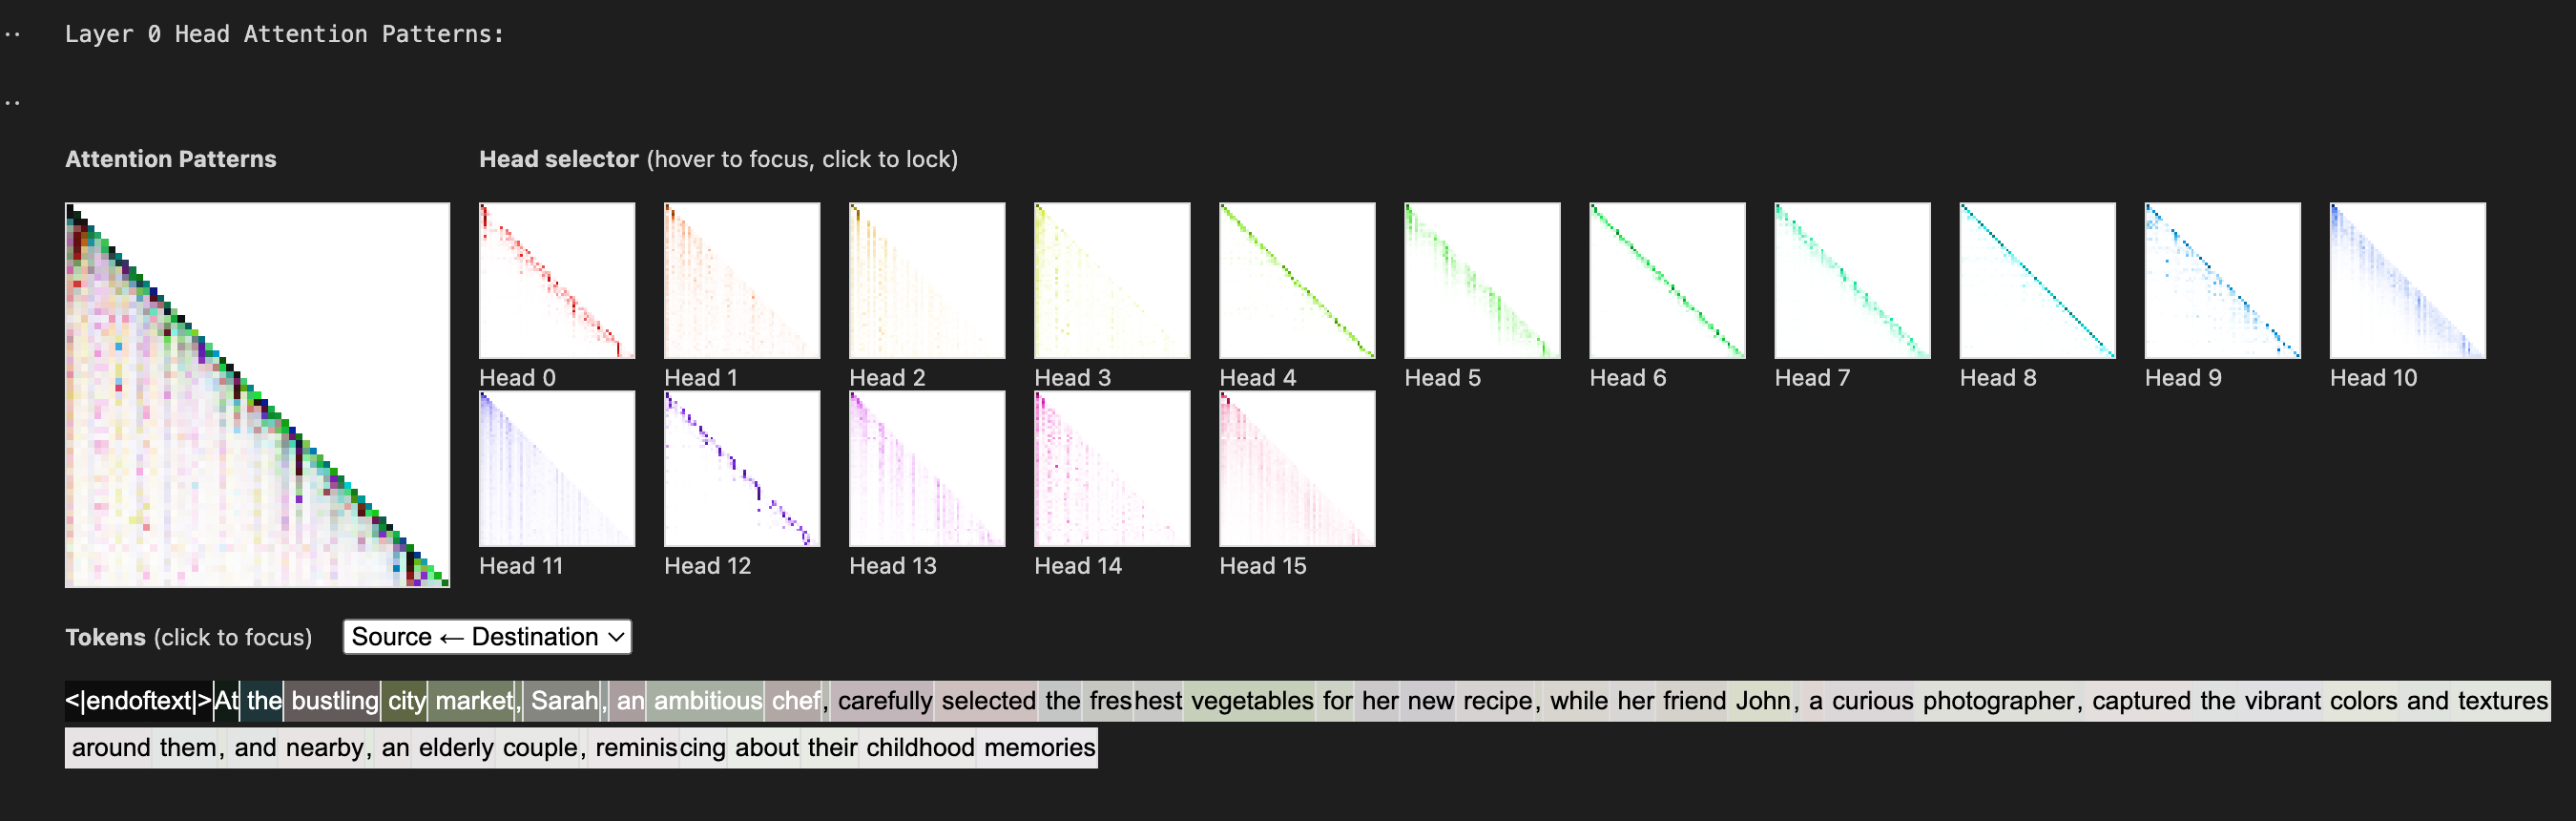 Layer 0 Head Attention Patterns:
Attention Patterns
Head selector (hover to focus, click to lock)
Head 0 Head 1 Head 2 Head 3 Head 4 Head 5 Head 6 Head 7 Head 8 Head 9 Head 10
Head 11 Head 12 Head 13 Head 14 Head 15
Tokens (click to focus) Source ← Destination
<|endoftext|>At the bustling city market, Sarah, an ambitious chef, carefully selected the freshest vegetables for her new recipe, while her friend John, a curious photographer, captured the vibrant colors and textures
around them, and nearby, an elderly couple, reminiscing about their childhood memories